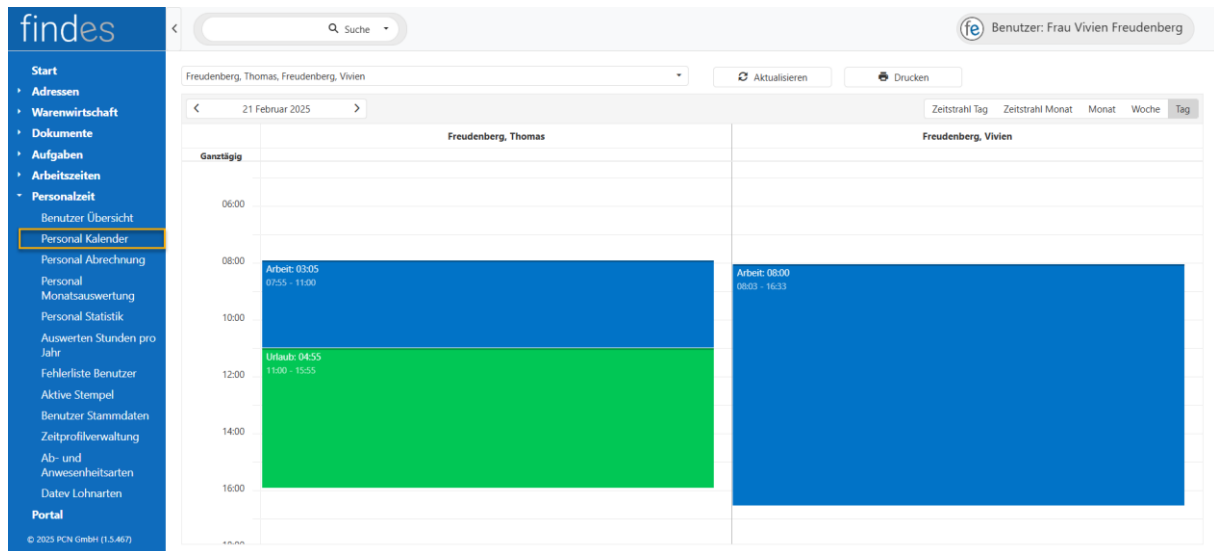 findes
Suche
fe Benutzer: Frau Vivien Freudenberg
Start
Adressen
Warenwirtschaft
Dokumente
Aufgaben
Arbeitszeiten
Personalzeit
Benutzer Übersicht
Personal Kalender
Personal Abrechnung
Personal
Monatsauswertung
Personal Statistik
Auswerten Stunden pro
Jahr
Fehlerliste Benutzer
Aktive Stempel
Benutzer Stammdaten
Zeitprofilverwaltung
Ab- und
Anwesenheitsarten
Datev Lohnarten
Portal
© 2025 PCN GmbH (1.5.467)
Freudenberg, Thomas, Freudenberg, Vivien
Aktualisieren
Drucken
21 Februar 2025
Zeitstrahl Tag Zeitstrahl Monat Monat Woche Tag
Freudenberg, Thomas
Freudenberg, Vivien
Ganztägig
06:00
08:00
Arbeit: 03:05
07:55 - 11:00
Arbeit: 08:00
08:03 - 16:33
10:00
Urlaub: 04:55
11:00 - 15:55
12:00
14:00
16:00